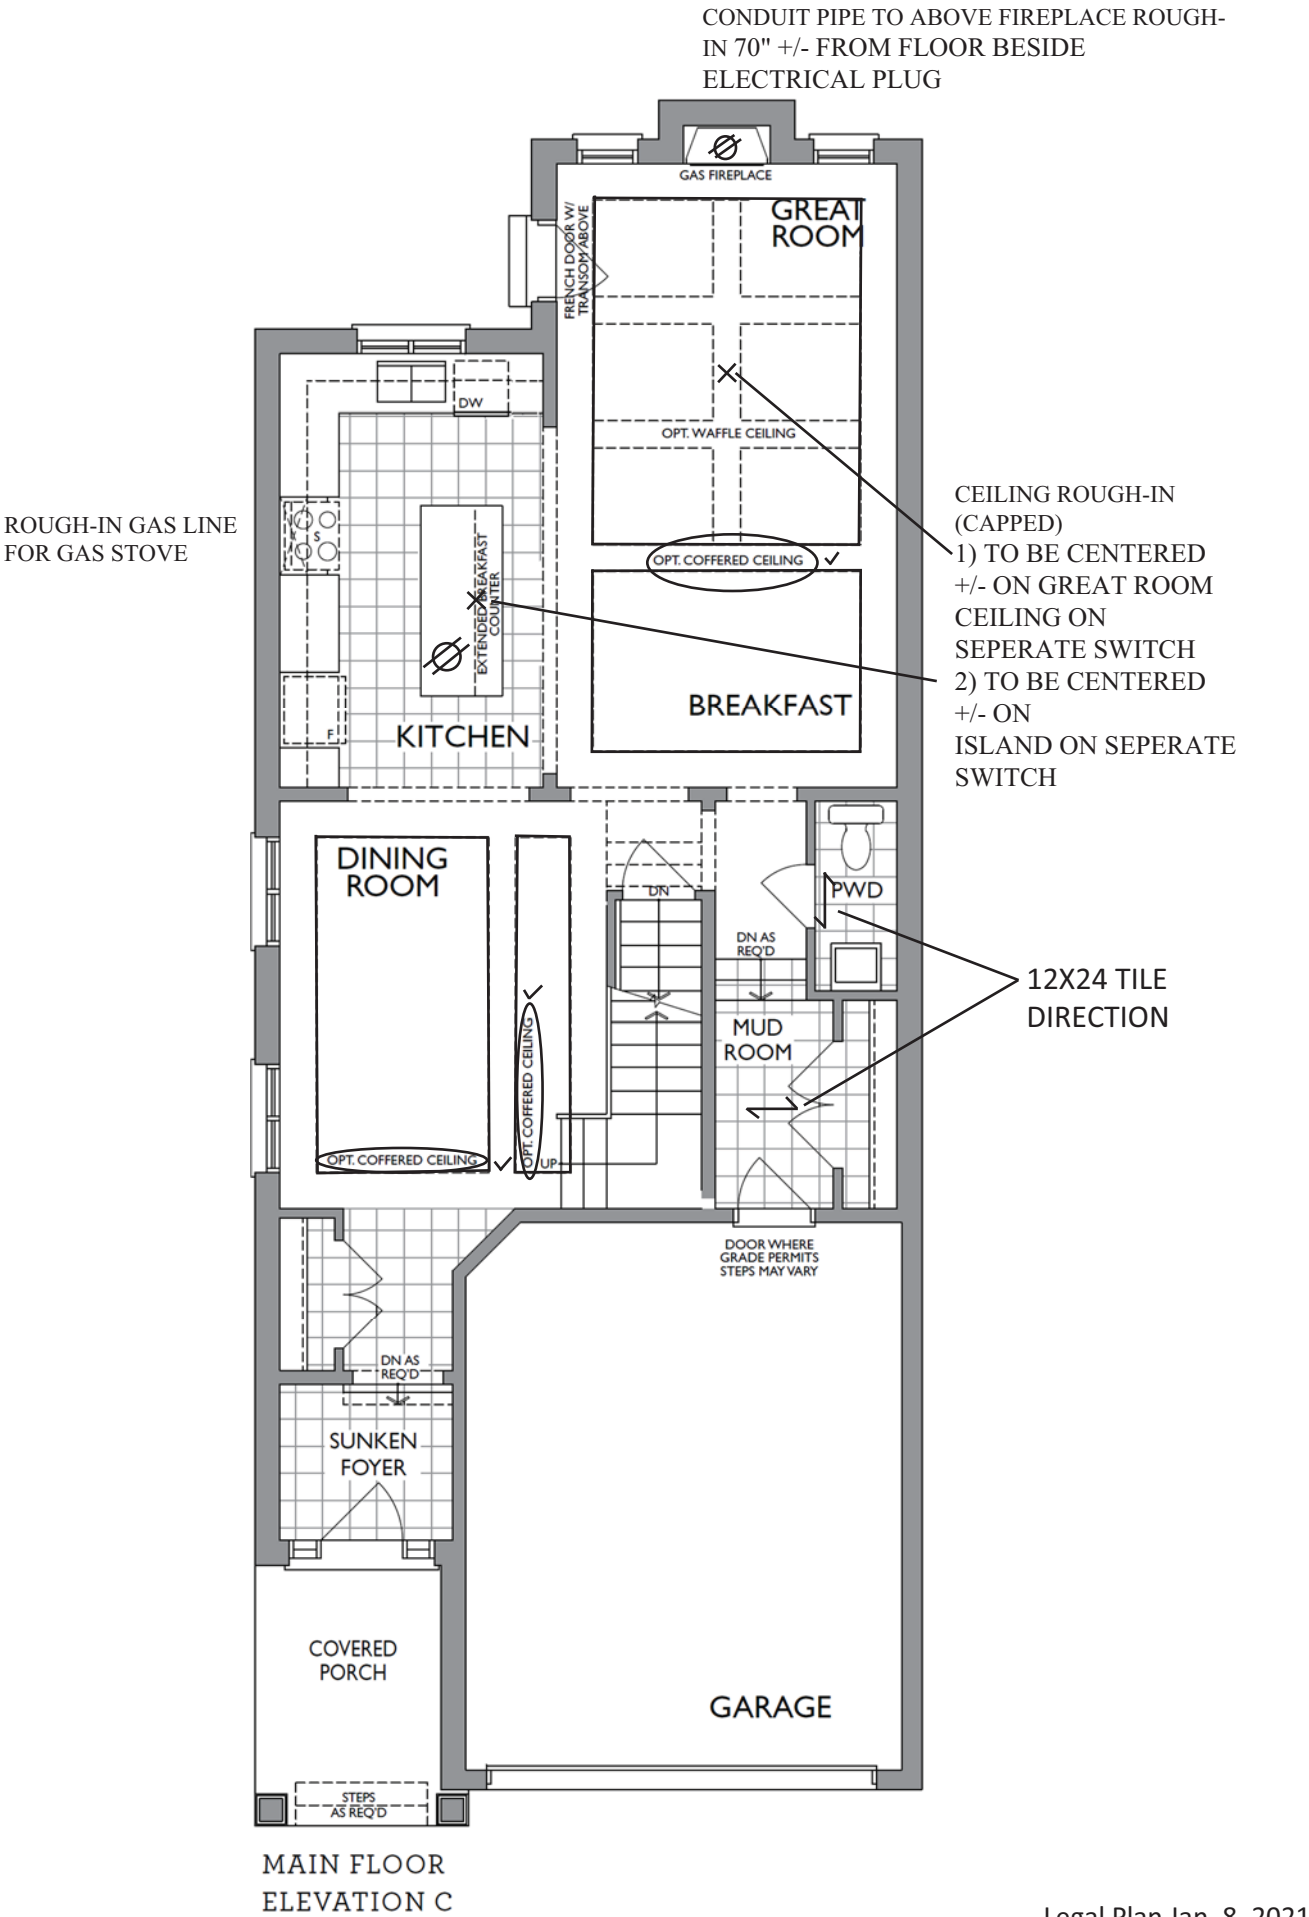 CONDUIT PIPE TO ABOVE FIREPLACE ROUGH-
IN 70" +/- FROM FLOOR BESIDE
ELECTRICAL PLUG
GAS FIREPLACE
GREAT
ROOM
FRENCH DOOR W/
TRANSOM ABOVE
DW
OPT. WAFFLE CEILING
ROUGH-IN GAS LINE
FOR GAS STOVE
S
EXTENDED BREAKFAST
COUNTER
OPT. COFFERED CEILING
CEILING ROUGH-IN
(CAPPED)
1) TO BE CENTERED
+/- ON GREAT ROOM
CEILING ON
SEPERATE SWITCH
2) TO BE CENTERED
+/- ON
ISLAND ON SEPERATE
SWITCH
BREAKFAST
F
KITCHEN
DINING
ROOM
DN
PWD
DN AS
REQ'D
12X24 TILE
DIRECTION
MUD
ROOM
OPT. COFFERED CEILING
OPT. COFFERED CEILING
UP
DOOR WHERE
GRADE PERMITS
STEPS MAY VARY
DN AS
REQ'D
SUNKEN
FOYER
COVERED
PORCH
GARAGE
STEPS
AS REQ'D
MAIN FLOOR
ELEVATION C
Legal Plan Jan. 8, 2021